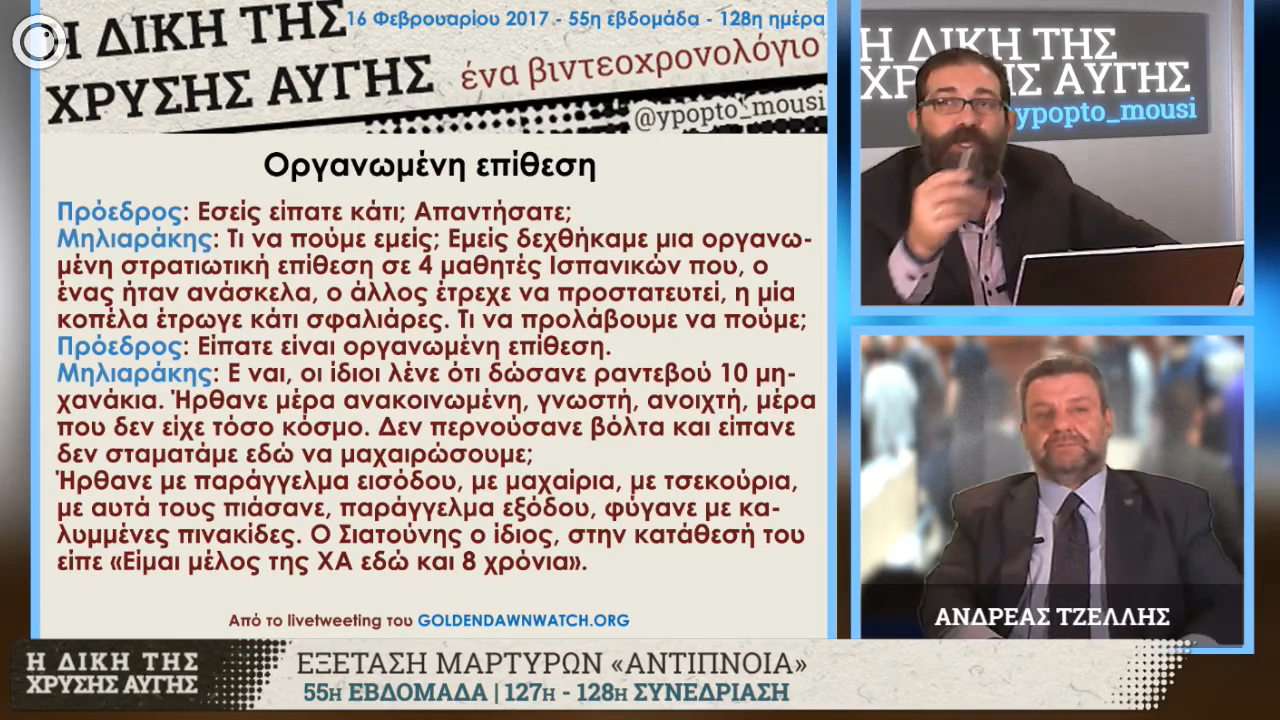 16 Φεβρουαρίου 2017 - 55η εβδομάδα - 128η ημέρα
Η ΔΙΚΗ ΤΗΣ
ΧΡΥΣΗΣ ΑΥΓΗΣ
ένα βιντεοχρονολόγιο
@ypopto_mousi
Οργανωμένη επίθεση
Πρόεδρος: Εσείς είπατε κάτι; Απαντήσατε;
Μηλιαράκης: Τι να πούμε εμείς; Εμείς δεχθήκαμε μια οργανω-
μένη στρατιωτική επίθεση σε 4 μαθητές Ισπανικών που, ο
ένας ήταν ανάσκελα, ο άλλος έτρεχε να προστατευτεί, η μία
κοπέλα έτρωγε κάτι σφαλιάρες. Τι να προλάβουμε να πούμε;
Πρόεδρος: Είπατε είναι οργανωμένη επίθεση.
Μηλιαράκης: Ε ναι, οι ίδιοι λένε ότι δώσανε ραντεβού 10 μη-
χανάκια. Ήρθανε μέρα ανακοινωμένη, γνωστή, ανοιχτή, μέρα
που δεν είχε τόσο κόσμο. Δεν περνούσανε βόλτα και είπανε
δεν σταματάμε εδώ να μαχαιρώσουμε;
Ήρθανε με παράγγελμα εισόδου, με μαχαίρια, με τσεκούρια,
με αυτά τους πιάσανε, παράγγελμα εξόδου, φύγανε με κα-
λυμμένες πινακίδες. Ο Σιατούνης ο ίδιος, στην κατάθεσή του
είπε «Είμαι μέλος της ΧΑ εδώ και 8 χρόνια».
Από το livetweeting του GOLDENDAWNWATCH.ORG
Η ΔΙΚΗ ΤΗΣ
ΧΡΥΣΗΣ ΑΥΓΗΣ
@ypopto_mousi
ΑΝΔΡΕΑΣ ΤΖΕΛΛΗΣ
Η ΔΙΚΗ ΤΗΣ
ΧΡΥΣΗΣ ΑΥΓΗΣ
ΕΞΕΤΑΣΗ ΜΑΡΤΥΡΩΝ «ΑΝΤΙΠΝΟΙΑ»
55Η ΕΒΔΟΜΑΔΑ | 127Η - 128Η ΣΥΝΕΔΡΙΑΣΗ